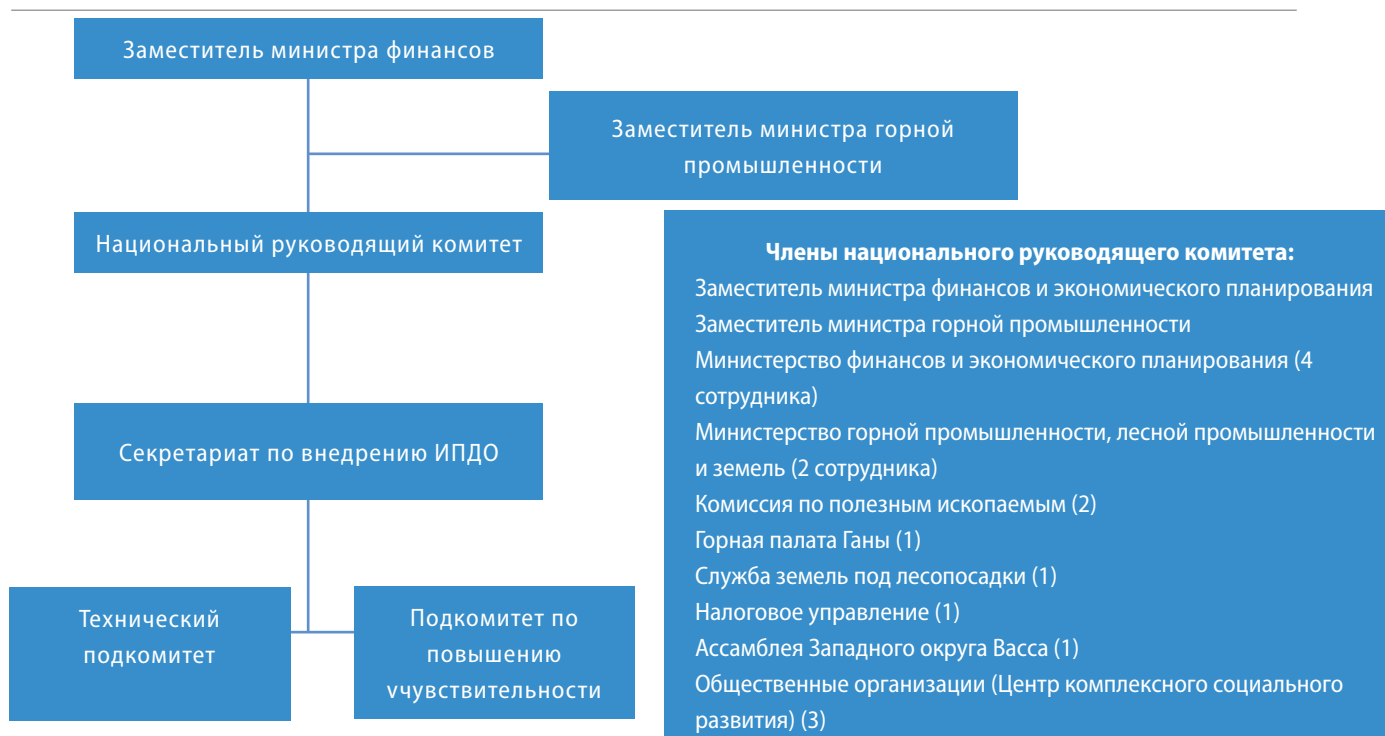 Заместитель министра финансов
Заместитель министра горной
промышленности
Национальный руководящий комитет
Секретариат по внедрению ИПДО
Технический
подкомитет
Подкомитет по
повышению
vчувствительности
Члены национального руководящего комитета:
Заместитель министра финансов и экономического планирования
Заместитель министра горной промышленности
Министерство финансов и экономического планирования (4
сотрудника)
Министерство горной промышленности, лесной промышленности
и земель (2 сотрудника)
Комиссия по полезным ископаемым (2)
Горная палата Ганы (1)
Служба земель под лесопосадки (1)
Налоговое управление (1)
Ассамблея Западного округа Васса (1)
Общественные организации (Центр комплексного социального
развития) (3)